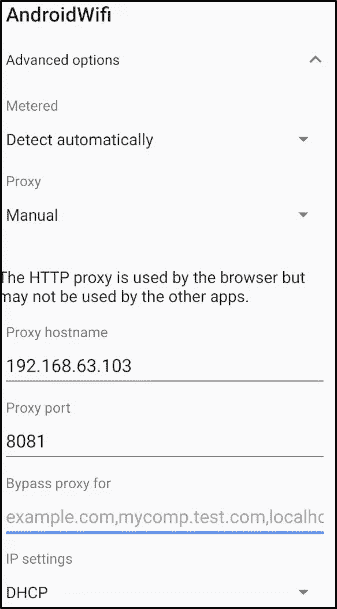 AndroidWifi
Advanced options
Metered
Detect automatically
Proxy
Manual
The HTTP proxy is used by the browser but
may not be used by the other apps.
Proxy hostname
192.168.63.103
Proxy port
8081
Bypass proxy for
example.com,mycomp.test.com,localho
IP settings
DHCP